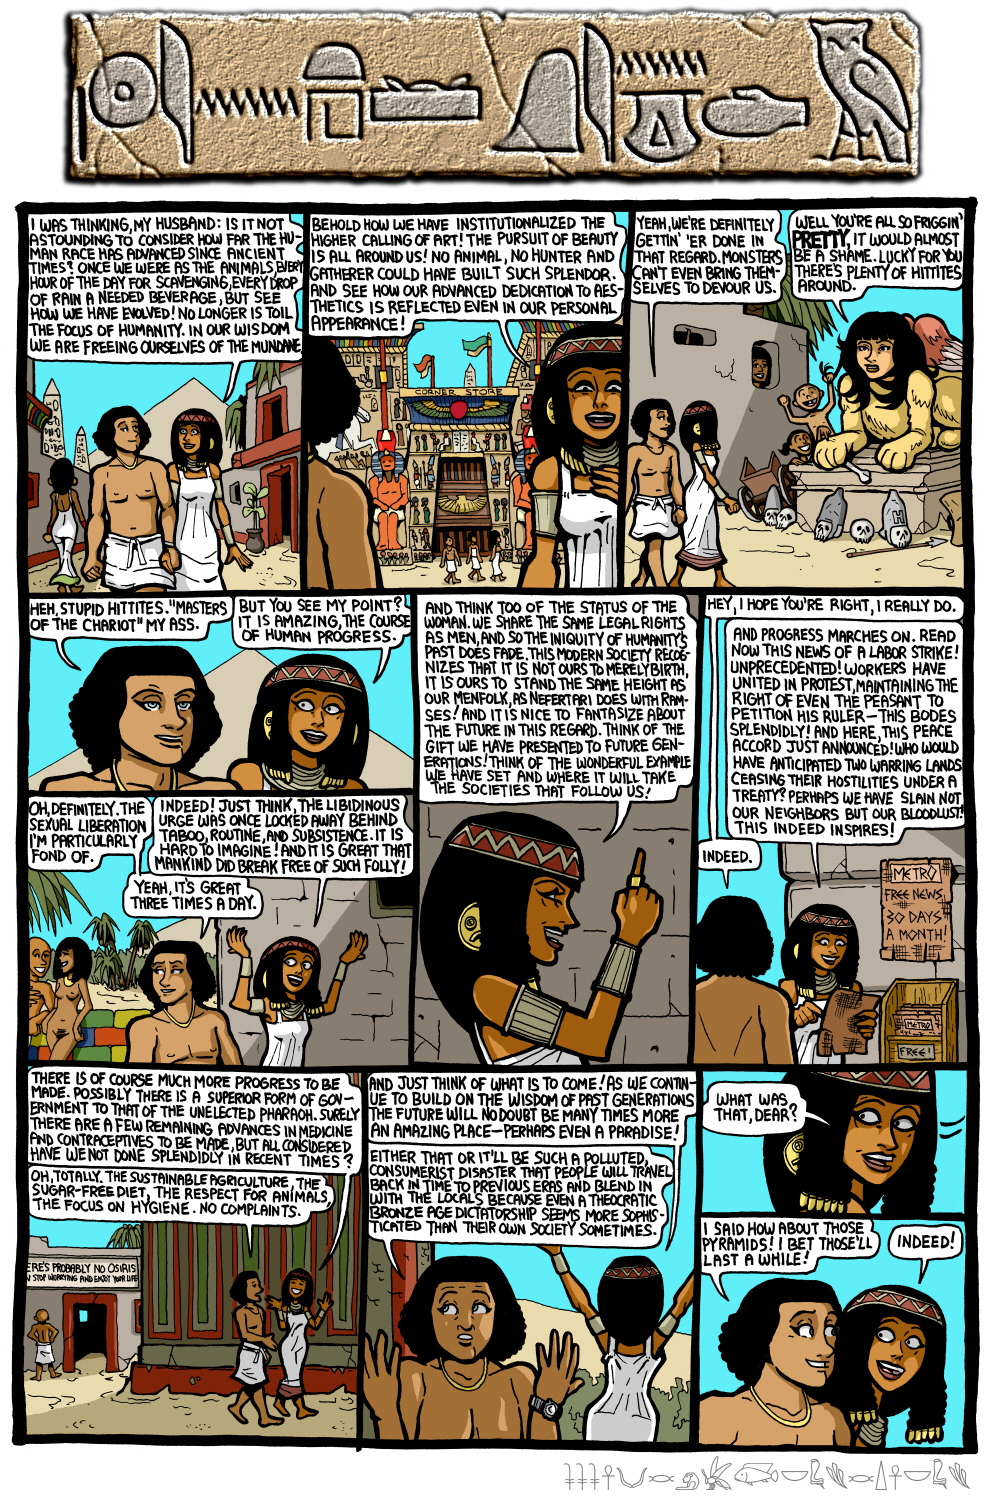 I WAS THINKING, MY HUSBAND: IS IT NOT
ASTOUNDING TO CONSIDER HOW FAR THE HU-
MAN RACE HAS ADVANCED SINCE ANCIENT
TIMES? ONCE WE WERE AS THE ANIMALS, EVERY
HOUR OF THE DAY FOR SCAVENGING, EVERY DROP
OF RAIN A NEEDED BEVERAGE, BUT SEE
HOW WE HAVE EVOLVED! NO LONGER IS TOIL
THE FOCUS OF HUMANITY. IN OUR WISDOM
WE ARE FREEING OURSELVES OF THE MUNDANE.
BEHOLD HOW WE HAVE INSTITUTIONALIZED THE
HIGHER CALLING OF ART! THE PURSUIT OF BEAUTY
IS ALL AROUND US! NO ANIMAL, NO HUNTER AND
GATHERER COULD HAVE BUILT SUCH SPLENDOR.
AND SEE HOW OUR ADVANCED DEDICATION TO AES-
THETICS IS REFLECTED EVEN IN OUR PERSONAL
APPEARANCE!
CORNER STORE
YEAH, WE'RE DEFINITELY
GETTIN' 'ER DONE IN
THAT REGARD. MONSTERS
CAN'T EVEN BRING THEM-
SELVES TO DEVOUR US.
WELL YOU'RE ALL SO FRIGGIN'
PRETTY, IT WOULD ALMOST
BE A SHAME. LUCKY FOR YOU
THERE'S PLENTY OF HITTITES
AROUND.
HEH, STUPID HITTITES. "MASTERS
OF THE CHARIOT" MY ASS.
BUT YOU SEE MY POINT?
IT IS AMAZING, THE COURSE
OF HUMAN PROGRESS.
OH, DEFINITELY. THE
SEXUAL LIBERATION
I'M PARTICULARLY
FOND OF.
INDEED! JUST THINK, THE LIBIDINOUS
URGE WAS ONCE LOCKED AWAY BEHIND
TABOO, ROUTINE, AND SUBSISTENCE. IT IS
HARD TO IMAGINE! AND IT IS GREAT THAT
MANKIND DID BREAK FREE OF SUCH FOLLY!
YEAH, IT'S GREAT
THREE TIMES A DAY.
AND THINK TOO OF THE STATUS OF THE
WOMAN. WE SHARE THE SAME LEGAL RIGHTS
AS MEN, AND SO THE INIQUITY OF HUMANITY'S
PAST DOES FADE. THIS MODERN SOCIETY RECOG-
NIZES THAT IT IS NOT OURS TO MERELY BIRTH,
IT IS OURS TO STAND THE SAME HEIGHT AS
OUR MENFOLK, AS NEFERTARI DOES WITH RAM-
SES! AND IT IS NICE TO FANTASIZE ABOUT
THE FUTURE IN THIS REGARD. THINK OF THE
GIFT WE HAVE PRESENTED TO FUTURE GEN-
ERATIONS! THINK OF THE WONDERFUL EXAMPLE
WE HAVE SET AND WHERE IT WILL TAKE
THE SOCIETIES THAT FOLLOW US!
HEY, I HOPE YOU'RE RIGHT, I REALLY DO.
AND PROGRESS MARCHES ON. READ
NOW THIS NEWS OF A LABOR STRIKE!
UNPRECEDENTED! WORKERS HAVE
UNITED IN PROTEST, MAINTAINING THE
RIGHT OF EVEN THE PEASANT TO
PETITION HIS RULER—THIS BODES
SPLENDIDLY! AND HERE, THIS PEACE
ACCORD JUST ANNOUNCED! WHO WOULD
HAVE ANTICIPATED TWO WARRING LANDS
CEASING THEIR HOSTILITIES UNDER A
TREATY? PERHAPS WE HAVE SLAIN NOT
OUR NEIGHBORS BUT OUR BLOODLUST!
THIS INDEED INSPIRES!
INDEED.
METRO
FREE NEWS
30 DAYS
A MONTH!
METRO
FREE!
THERE IS OF COURSE MUCH MORE PROGRESS TO BE
MADE. POSSIBLY THERE IS A SUPERIOR FORM OF GOV-
ERNMENT TO THAT OF THE UNELECTED PHARAOH. SURELY
THERE ARE A FEW REMAINING ADVANCES IN MEDICINE
AND CONTRACEPTIVES TO BE MADE, BUT ALL CONSIDERED
HAVE WE NOT DONE SPLENDIDLY IN RECENT TIMES?
OH, TOTALLY. THE SUSTAINABLE AGRICULTURE, THE
SUGAR-FREE DIET, THE RESPECT FOR ANIMALS,
THE FOCUS ON HYGIENE. NO COMPLAINTS.
ERE'S PROBABLY NO OSIRIS
W STOP WORRYING AND ENJOY YOUR LIFE
AND JUST THINK OF WHAT IS TO COME! AS WE CONTIN-
UE TO BUILD ON THE WISDOM OF PAST GENERATIONS
THE FUTURE WILL NO DOUBT BE MANY TIMES MORE
AN AMAZING PLACE—PERHAPS EVEN A PARADISE!
EITHER THAT OR IT'LL BE SUCH A POLLUTED,
CONSUMERIST DISASTER THAT PEOPLE WILL TRAVEL
BACK IN TIME TO PREVIOUS ERAS AND BLEND IN
WITH THE LOCALS BECAUSE EVEN A THEOCRATIC
BRONZE AGE DICTATORSHIP SEEMS MORE SOPHIS-
TICATED THAN THEIR OWN SOCIETY SOMETIMES.
WHAT WAS
THAT, DEAR?
I SAID HOW ABOUT THOSE
PYRAMIDS! I BET THOSE'LL
LAST A WHILE!
INDEED!